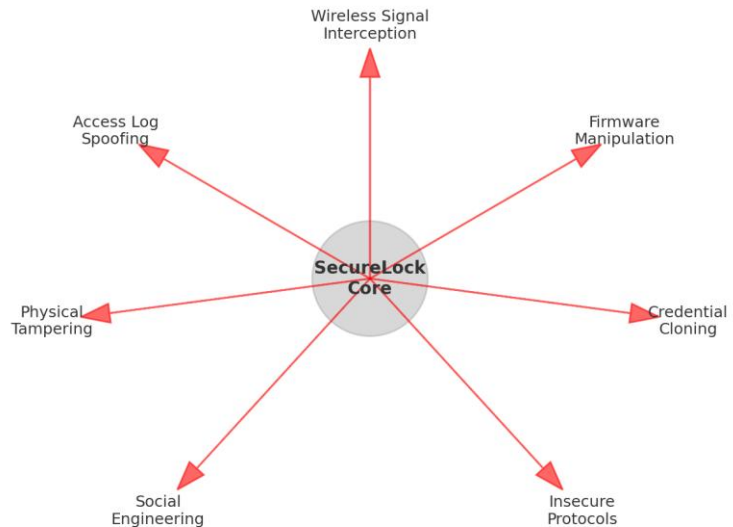 Wireless Signal
Interception
Access Log
Spoofing
Firmware
Manipulation
SecureLock
Core
Physical
Tampering
Credential
Cloning
Social
Engineering
Insecure
Protocols